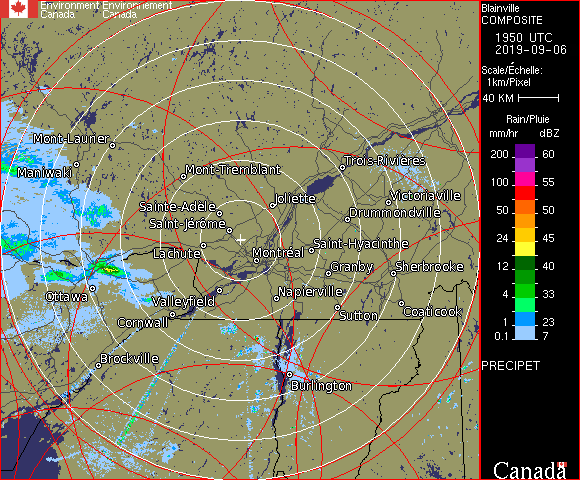 Environment Environnement
Canada Canada
Blainville
COMPOSITE
1950 UTC
2019-09-06
Scale/Échelle:
1km/Pixel
40 KM
Rain/Pluie
mm/hr dBZ
200 60
150 57
100 55
50 50
24 45
12 40
4 33
1 23
0.1 7
PRECIPET
Canada
Mont-Laurier
Maniwaki
Mont-Tremblant
Trois-Rivières
Sainte-Adèle
Joliette
Victoriaville
Saint-Jérôme
Drummondville
Lachute
Montréal
Saint-Hyacinthe
Granby
Sherbrooke
Ottawa
Valleyfield
Napierville
Cornwall
Sutton
Coaticook
Brockville
Burlington